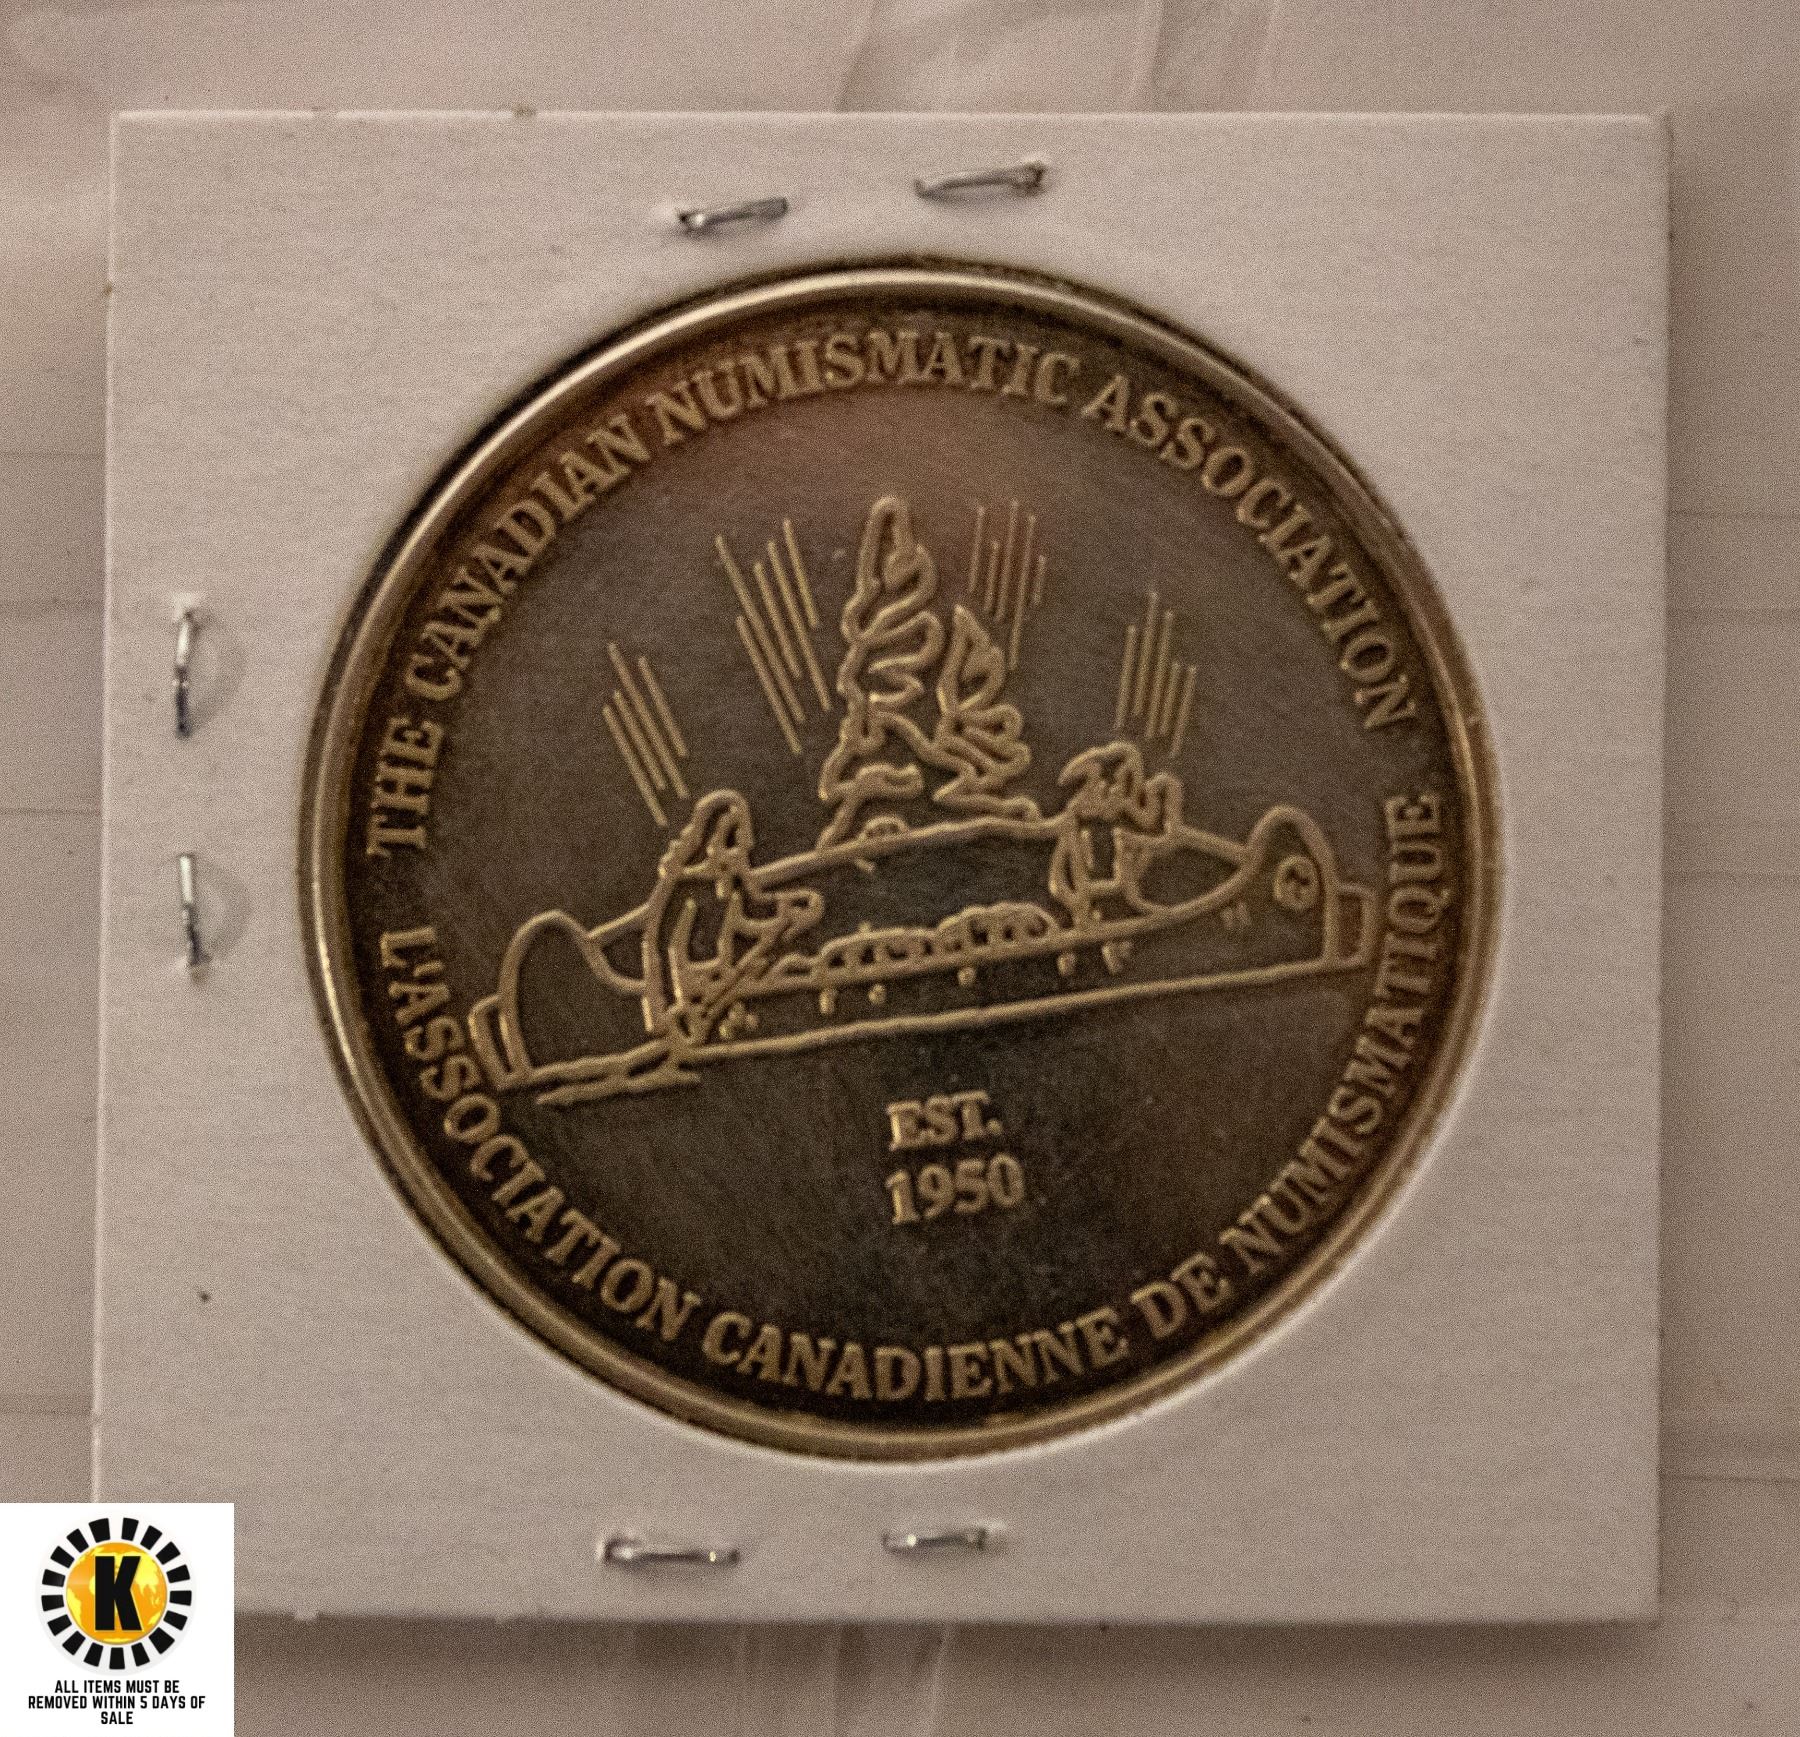 THE CANADIAN NUMISMATIC ASSOCIATION
EST.
1950
L'ASSOCIATION CANADIENNE DE NUMISMATIQUE
K
ALL ITEMS MUST BE
REMOVED WITHIN 5 DAYS OF
SALE